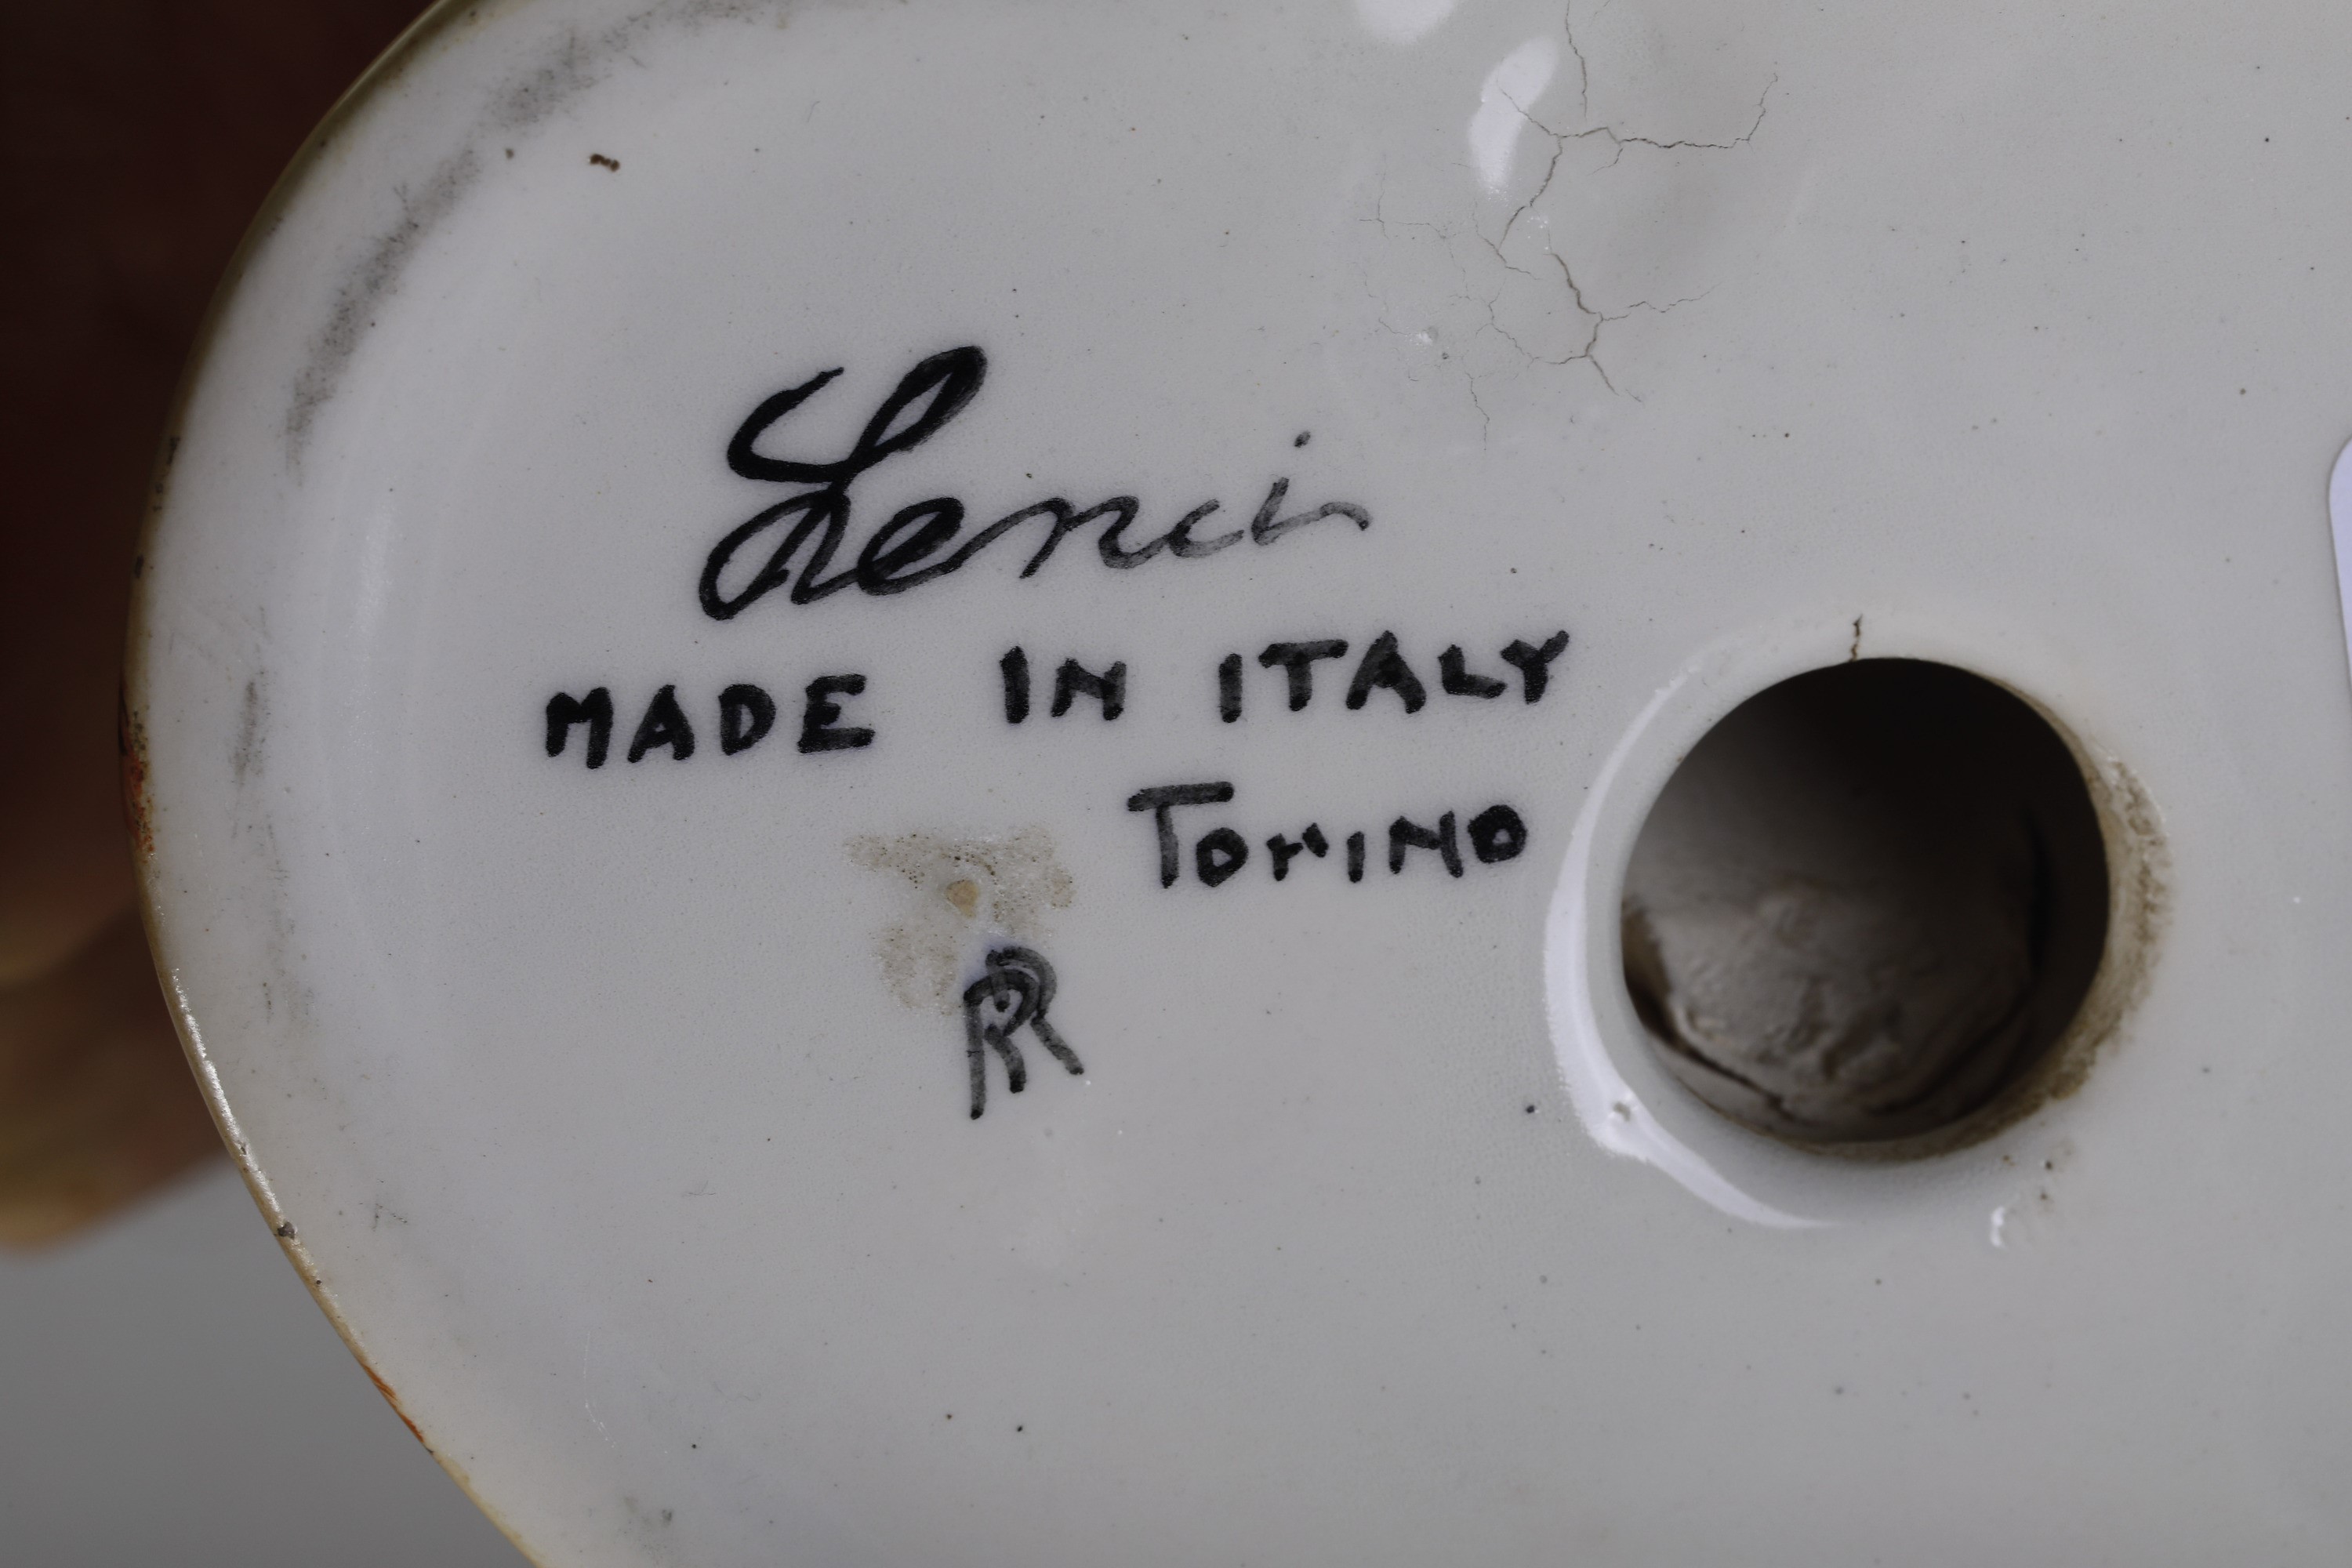 Lenci
MADE IN ITALY
TORINO